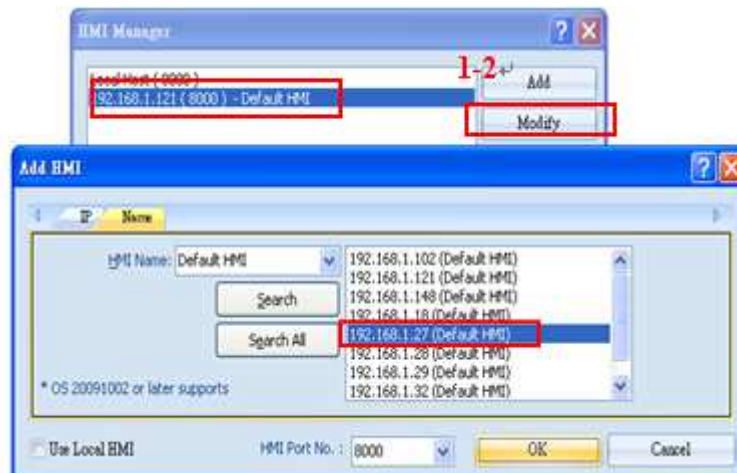 HMI Manager
Local Host ( 8000 )
192.168.1.121 ( 8000 ) - Default HMI
1-2↵
Add
Modify
Add HMI
IP
Name
HMI Name: Default HMI
Search
Search All
* OS 20091002 or later supports
192.168.1.102 (Default HMI)
192.168.1.121 (Default HMI)
192.168.1.148 (Default HMI)
192.168.1.18 (Default HMI)
192.168.1.27 (Default HMI)
192.168.1.28 (Default HMI)
192.168.1.29 (Default HMI)
192.168.1.32 (Default HMI)
Use Local HMI
HMI Port No. : 8000
OK
Cancel